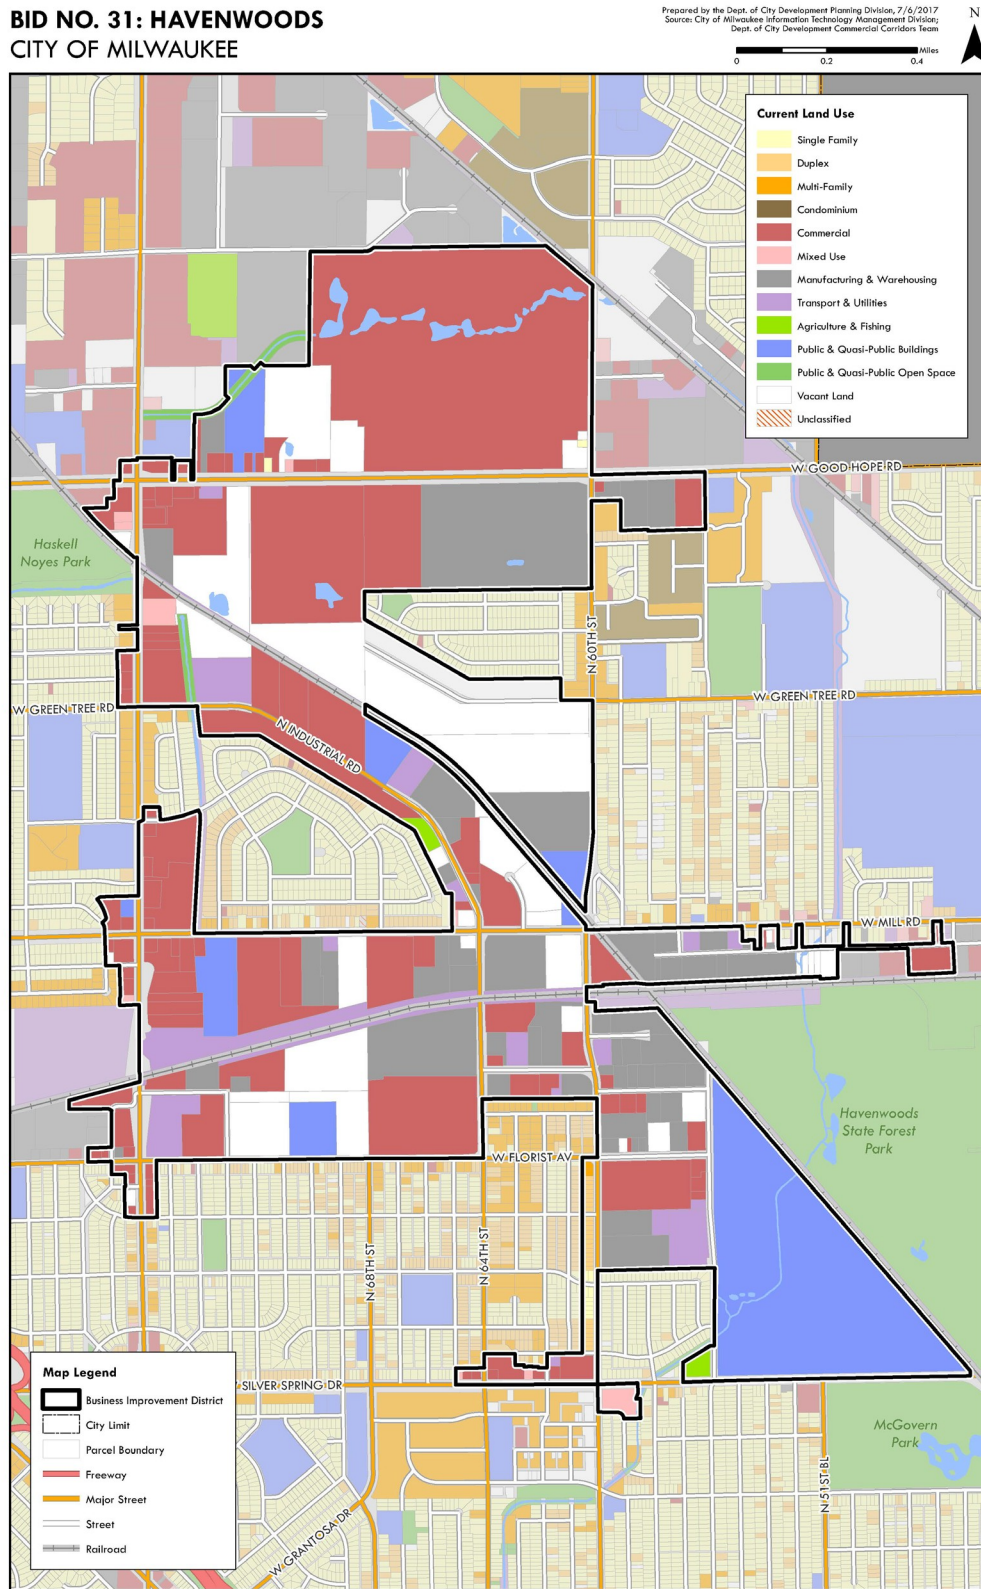 BID NO. 31: HAVENWOODS
CITY OF MILWAUKEE
Prepared by the Dept. of City Development Planning Division, 7/6/2017
Source: City of Milwaukee Information Technology Management Division;
Dept. of City Development Commercial Corridors Team
N
Miles
0 0.2 0.4
Current Land Use
Single Family
Duplex
Multi-Family
Condominium
Commercial
Mixed Use
Manufacturing & Warehousing
Transport & Utilities
Agriculture & Fishing
Public & Quasi-Public Buildings
Public & Quasi-Public Open Space
Vacant Land
Unclassified
W GOOD HOPE RD
Haskell
Noyes Park
N 60TH ST
W GREEN TREE RD
W GREEN TREE RD
N INDUSTRIAL RD
W MILL RD
Havenwoods
State Forest
Park
W FLORIST AV
N 68TH ST
N 64TH ST
SILVER SPRING DR
McGovern
Park
N 51ST BL
W GRANTOSA DR
Map Legend
Business Improvement District
City Limit
Parcel Boundary
Freeway
Major Street
Street
Railroad